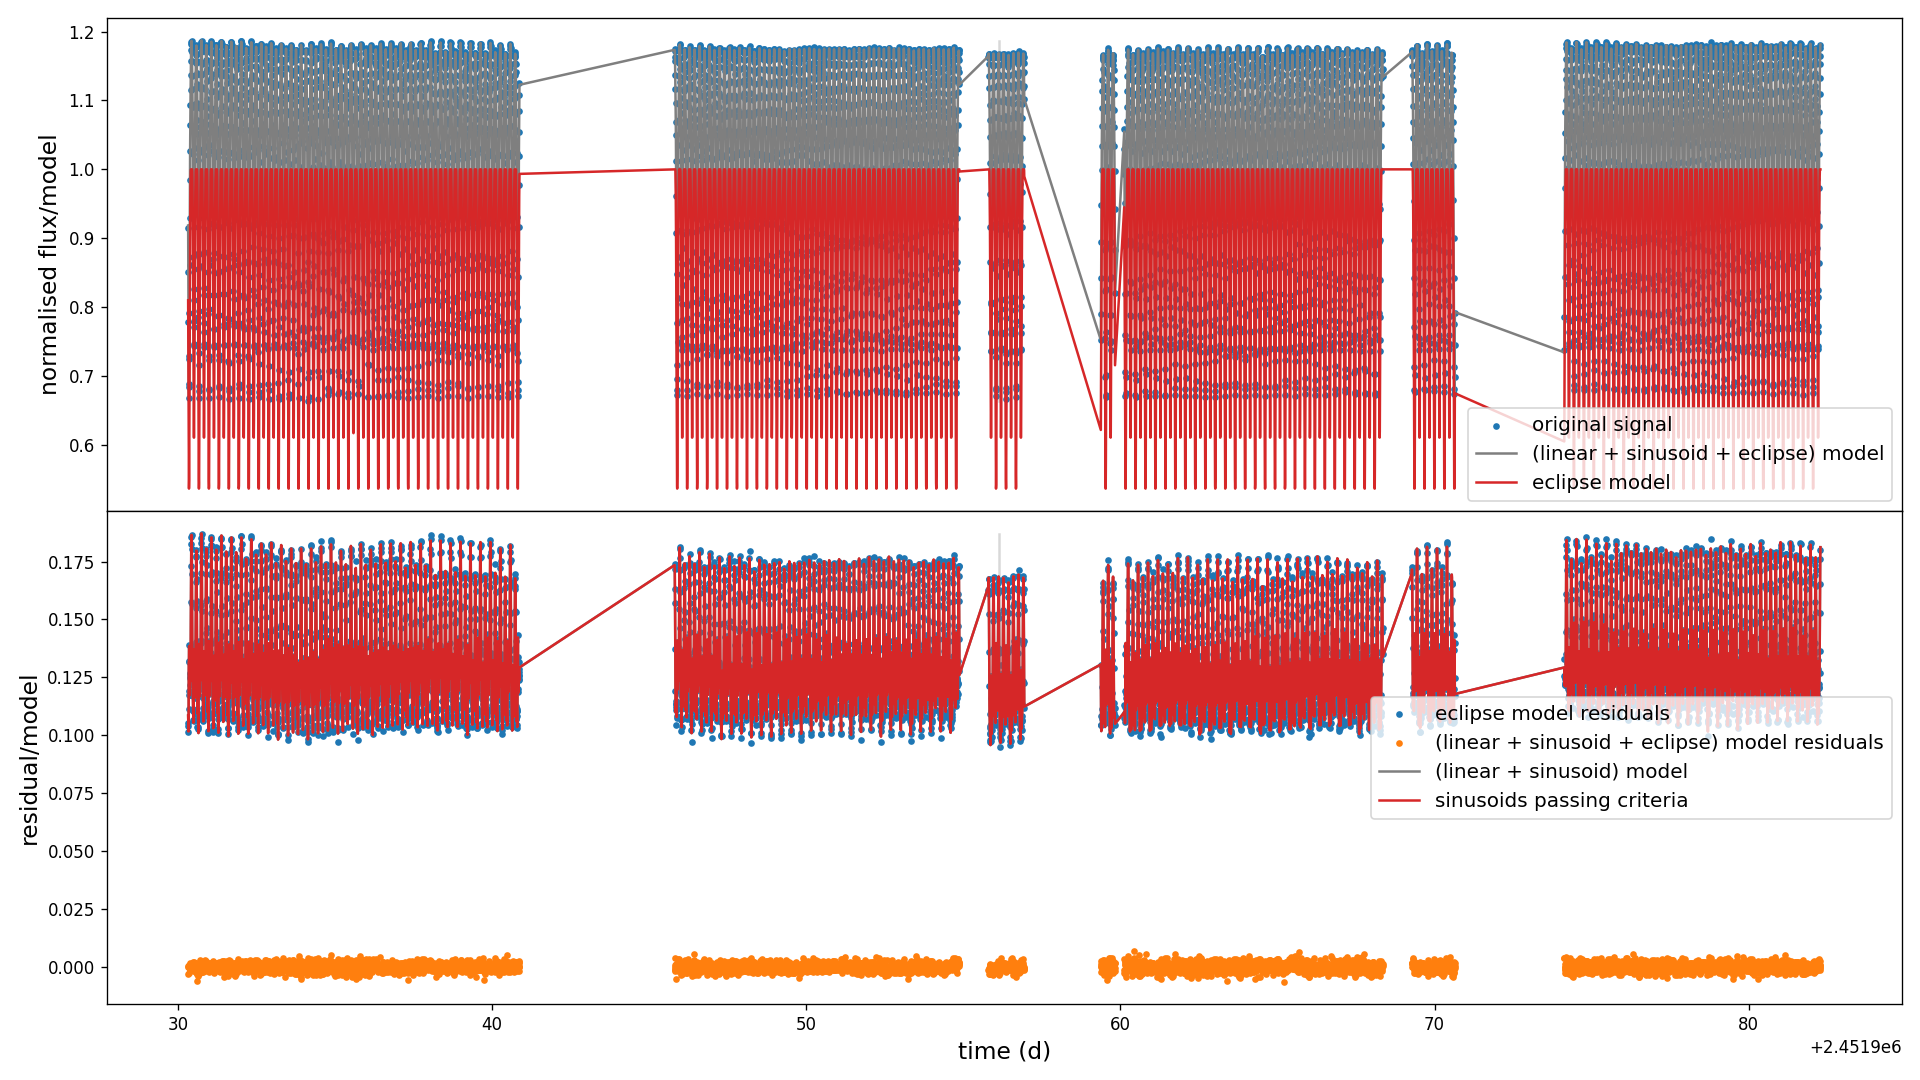 1.2
1.1
1.0
0.9
0.8
0.7
0.6
normalised flux/model
original signal
(linear + sinusoid + eclipse) model
eclipse model
0.175
0.150
0.125
0.100
0.075
0.050
0.025
0.000
residual/model
eclipse model residuals
(linear + sinusoid + eclipse) model residuals
(linear + sinusoid) model
sinusoids passing criteria
30 40 50 60 70 80
time (d)
+2.4519e6